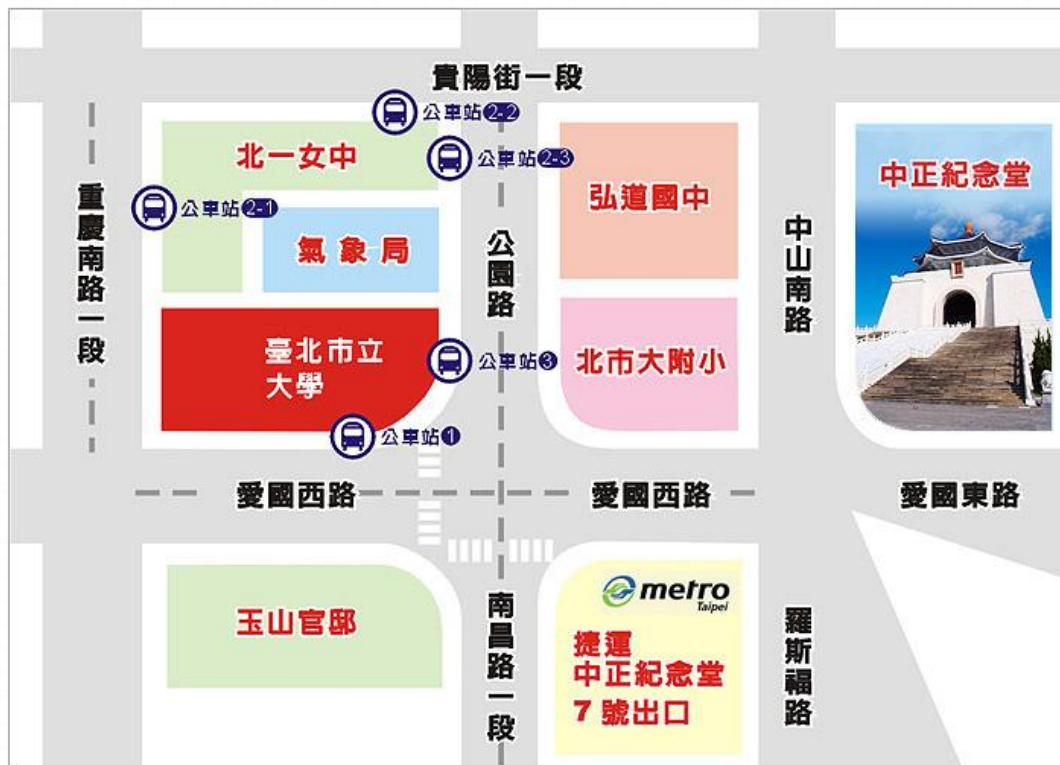 貴陽街一段
公車站2-2
北一女中
公車站2-3
弘道國中
中正紀念堂
重慶南路一段
公車站2-1
氣象局
公園路
中山南路
臺北市立
大學
公車站3
北市大附小
公車站1
愛國西路
愛國西路
愛國東路
玉山官邸
南昌路一段
metro
Taipei
捷運
中正紀念堂
7號出口
羅斯福路